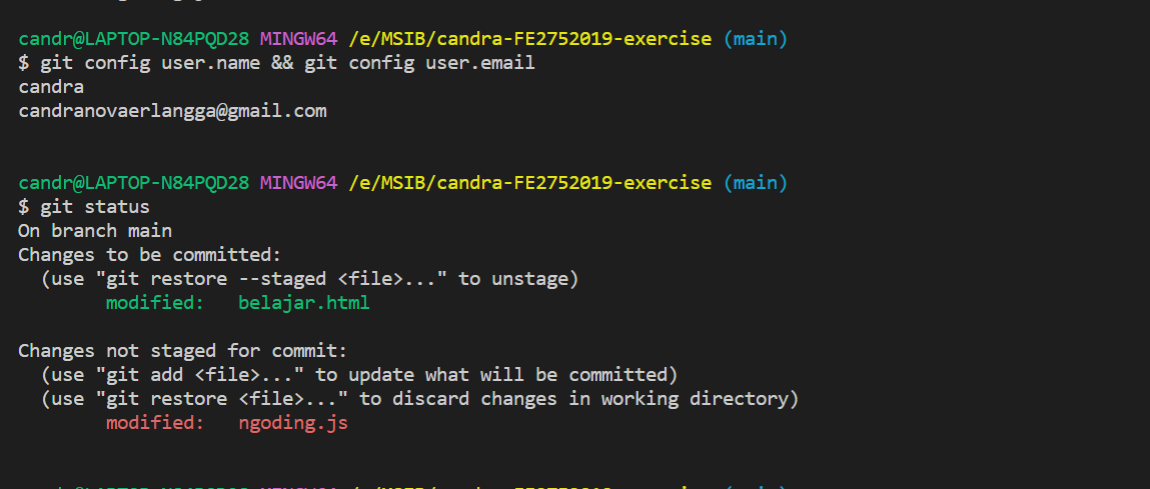 candr@LAPTOP-N84PQD28 MINGW64 /e/MSIB/candra-FE2752019-exercise (main)
$ git config user.name && git config user.email
candra
candranovaerlangga@gmail.com
candr@LAPTOP-N84PQD28 MINGW64 /e/MSIB/candra-FE2752019-exercise (main)
$ git status
On branch main
Changes to be committed:
  (use "git restore --staged <file>..." to unstage)
        modified:   belajar.html
Changes not staged for commit:
  (use "git add <file>..." to update what will be committed)
  (use "git restore <file>..." to discard changes in working directory)
        modified:   ngoding.js